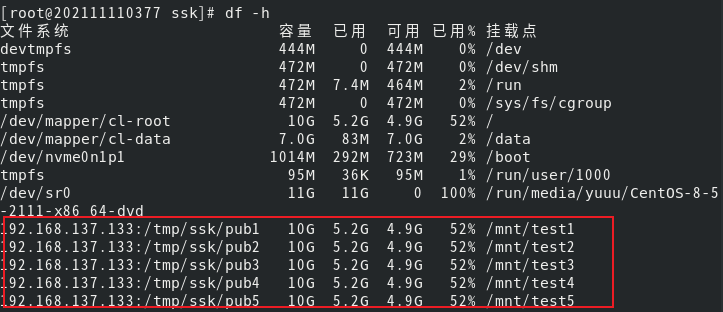 [root@202111110377 ssk]# df -h
文件系统 容量 已用 可用 已用% 挂载点
devtmpfs 444M 0 444M 0% /dev
tmpfs 472M 0 472M 0% /dev/shm
tmpfs 472M 7.4M 464M 2% /run
tmpfs 472M 0 472M 0% /sys/fs/cgroup
/dev/mapper/cl-root 10G 5.2G 4.9G 52% /
/dev/mapper/cl-data 7.0G 83M 7.0G 2% /data
/dev/nvme0n1p1 1014M 292M 723M 29% /boot
tmpfs 95M 36K 95M 1% /run/user/1000
/dev/sr0 11G 11G 0 100% /run/media/yuuu/CentOS-8-5
-2111-x86_64-dvd
192.168.137.133:/tmp/ssk/pub1 10G 5.2G 4.9G 52% /mnt/test1
192.168.137.133:/tmp/ssk/pub2 10G 5.2G 4.9G 52% /mnt/test2
192.168.137.133:/tmp/ssk/pub3 10G 5.2G 4.9G 52% /mnt/test3
192.168.137.133:/tmp/ssk/pub4 10G 5.2G 4.9G 52% /mnt/test4
192.168.137.133:/tmp/ssk/pub5 10G 5.2G 4.9G 52% /mnt/test5